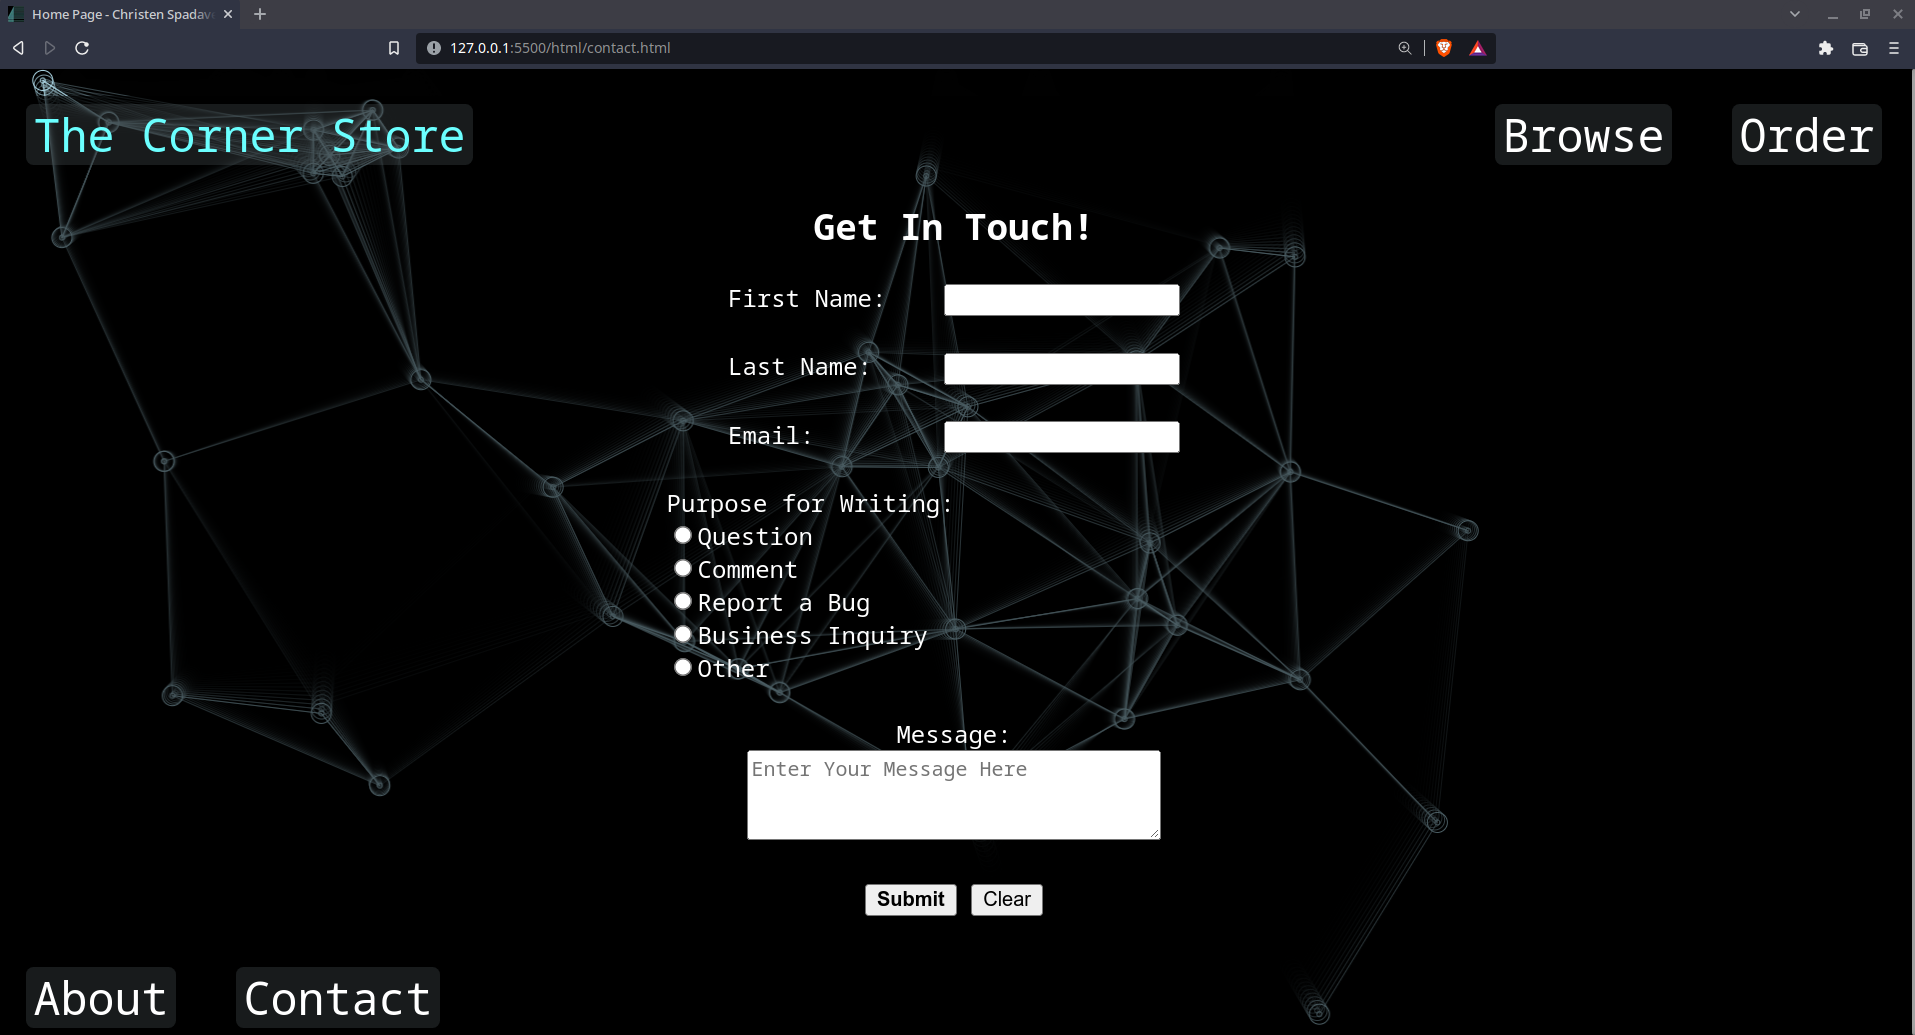 Home Page - Christen Spadav
127.0.0.1:5500/html/contact.html
The Corner Store
Browse
Order
Get In Touch!
First Name:
Last Name:
Email:
Purpose for Writing:
Question
Comment
Report a Bug
Business Inquiry
Other
Message:
Enter Your Message Here
Submit
Clear
About
Contact